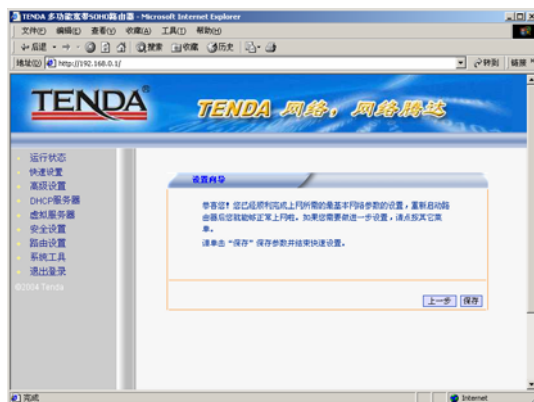 TENDA 多功能宽带SOHO路由器 - Microsoft Internet Explorer
文件(F) 编辑(E) 查看(V) 收藏(A) 工具(T) 帮助(H)
后退 搜索 收藏 历史
地址(D) http://192.168.0.1/ 转到 链接 »
TENDA®
TENDA 网络，网络腾达
运行状态
快速设置
高级设置
DHCP服务器
虚拟服务器
安全设置
路由设置
系统工具
退出登录
©2004 Tenda
设置向导
恭喜您！您已经顺利完成上网所需的最基本网络参数的设置，重新启动路
由器后您就能够正常上网啦。如果您需要做进一步设置，请点按其它菜
单。
请单击“保存”保存参数并结束快速设置。
上一步 保存
完成 Internet